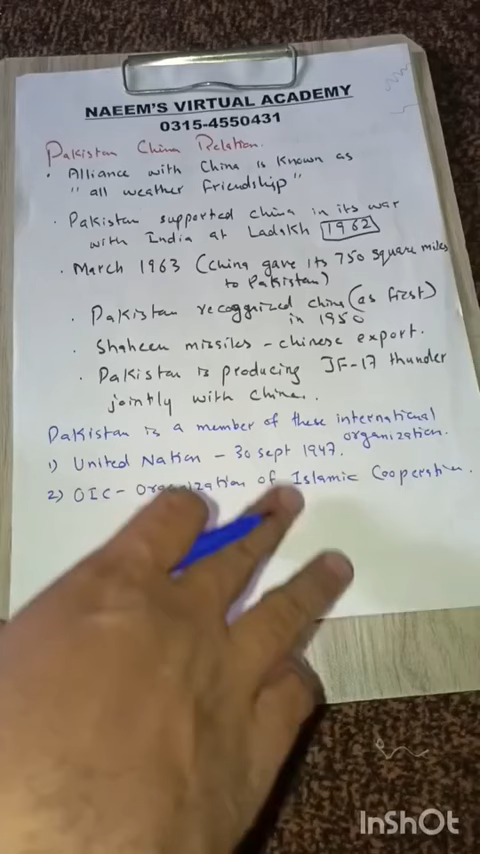 NAEEM'S VIRTUAL ACADEMY
0315-4550431
Pakistan China Relation.
• Alliance with China is known as
"all weather friendship"
• Pakistan supported china in its war
with India at Ladakh 1962
• March 1963 (China gave its 750 square miles
to Pakistan)
• Pakistan recognized china (as first)
in 1950
• Shaheen missiles - chinese export.
• Pakistan is producing JF-17 thunder
jointly with China.
Pakistan is a member of these international
organization.
1) United Nation - 30 sept 1947.
2) OIC - Organization of Islamic Cooperation.
InShOt